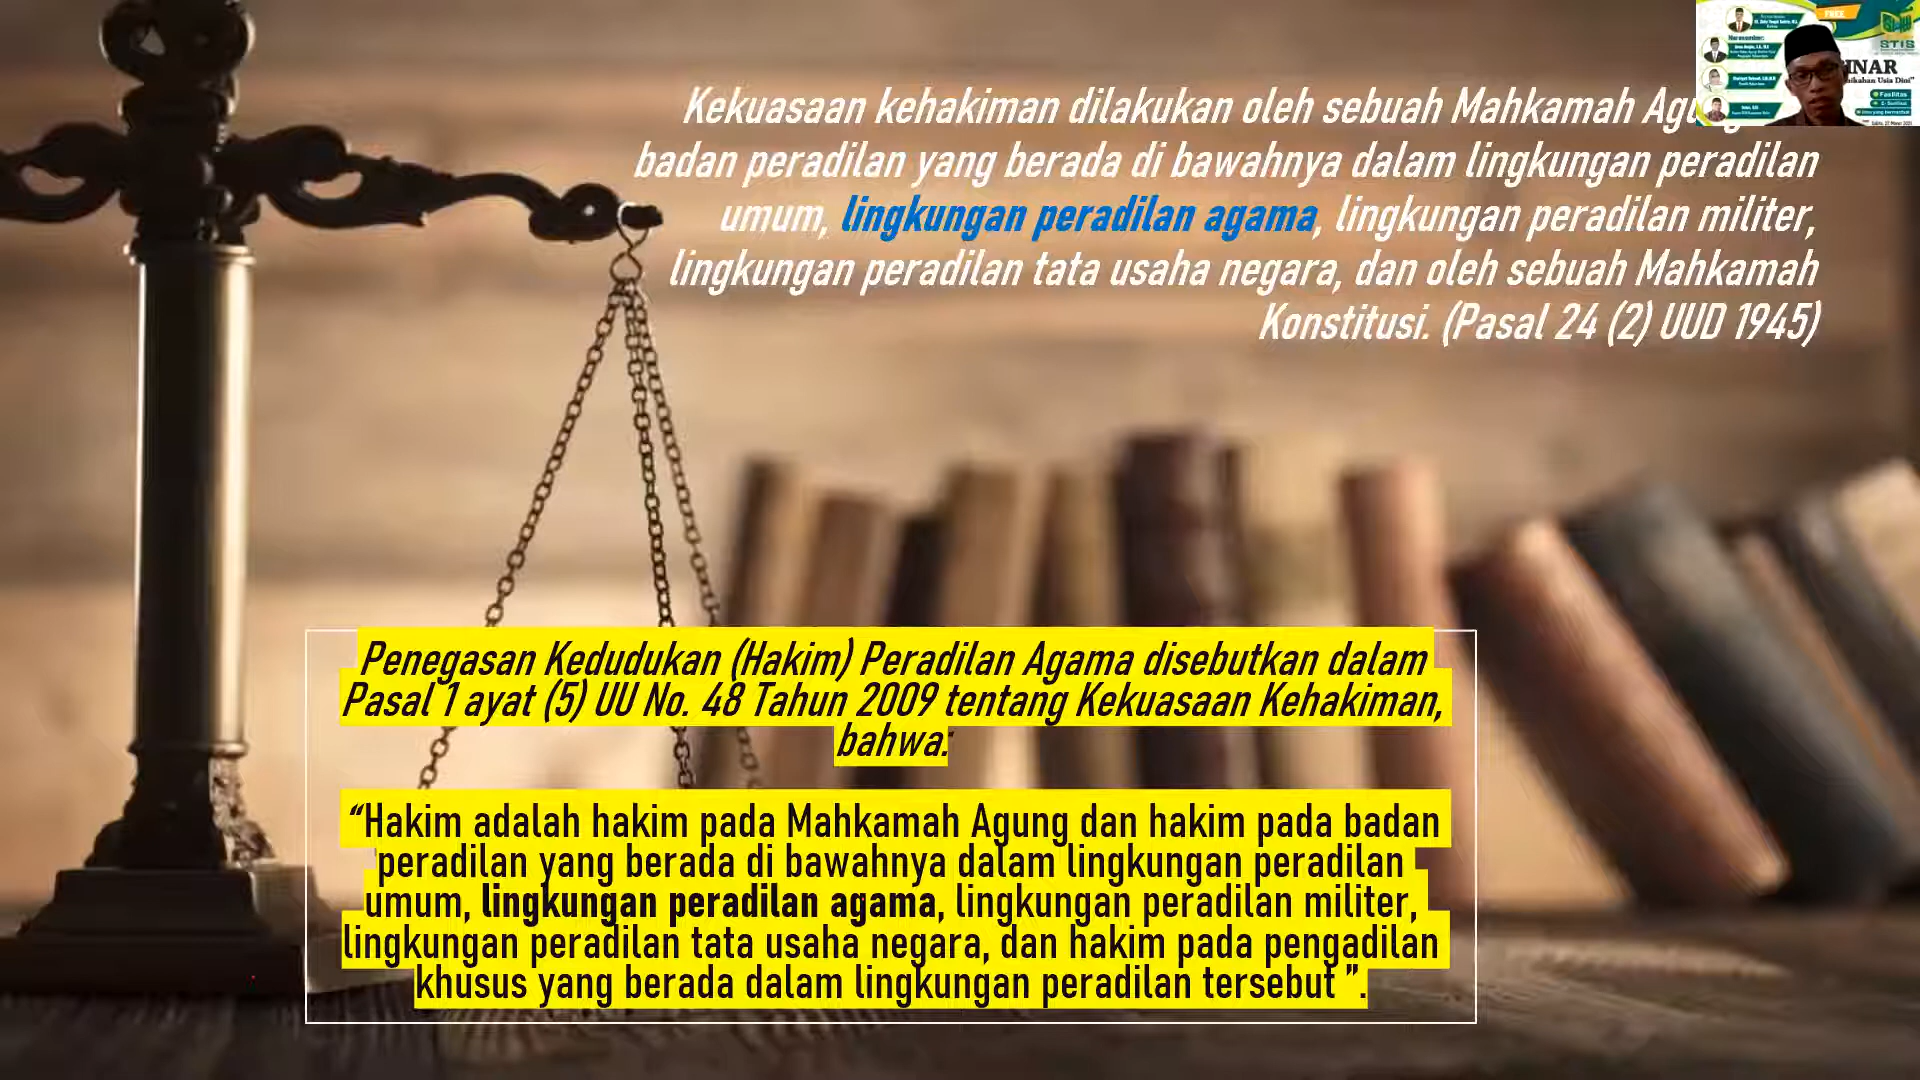 Kekuasaan kehakiman dilakukan oleh sebuah Mahkamah
badan peradilan yang berada di bawahnya dalam lingkungan peradilan
umum, lingkungan peradilan agama, lingkungan peradilan militer,
lingkungan peradilan tata usaha negara, dan oleh sebuah Mahkamah
Konstitusi. (Pasal 24 (2) UUD 1945)
Penegasan Kedudukan (Hakim) Peradilan Agama disebutkan dalam
Pasal 1 ayat (5) UU No. 48 Tahun 2009 tentang Kekuasaan Kehakiman,
bahwa:
“Hakim adalah hakim pada Mahkamah Agung dan hakim pada badan
peradilan yang berada di bawahnya dalam lingkungan peradilan
umum, lingkungan peradilan agama, lingkungan peradilan militer,
lingkungan peradilan tata usaha negara, dan hakim pada pengadilan
khusus yang berada dalam lingkungan peradilan tersebut ”.
FREE
STIS
INAR
Usia Dini"
Fasilitas